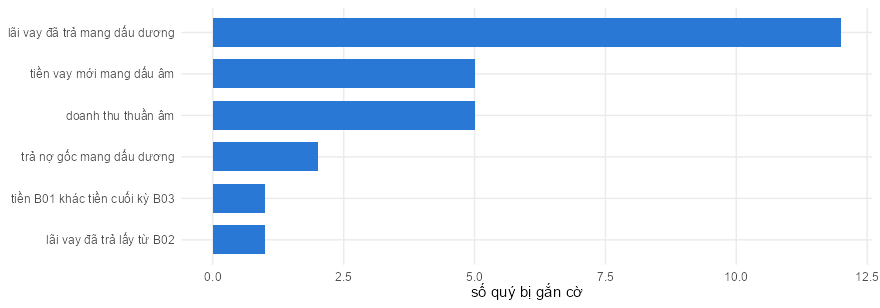 lãi vay đã trả mang dấu dương
tiền vay mới mang dấu âm
doanh thu thuần âm
trả nợ gốc mang dấu dương
tiền B01 khác tiền cuối kỳ B03
lãi vay đã trả lấy từ B02
0.0 2.5 5.0 7.5 10.0 12.5
số quý bị gắn cờ